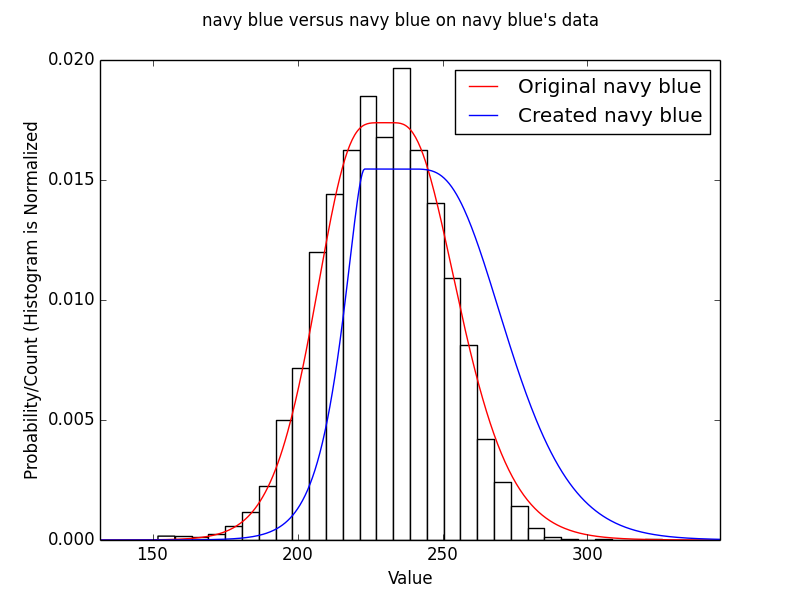 navy blue versus navy blue on navy blue's data
Original navy blue
Created navy blue
Probability/Count (Histogram is Normalized
0.020
0.015
0.010
0.005
0.000
150 200 250 300
Value